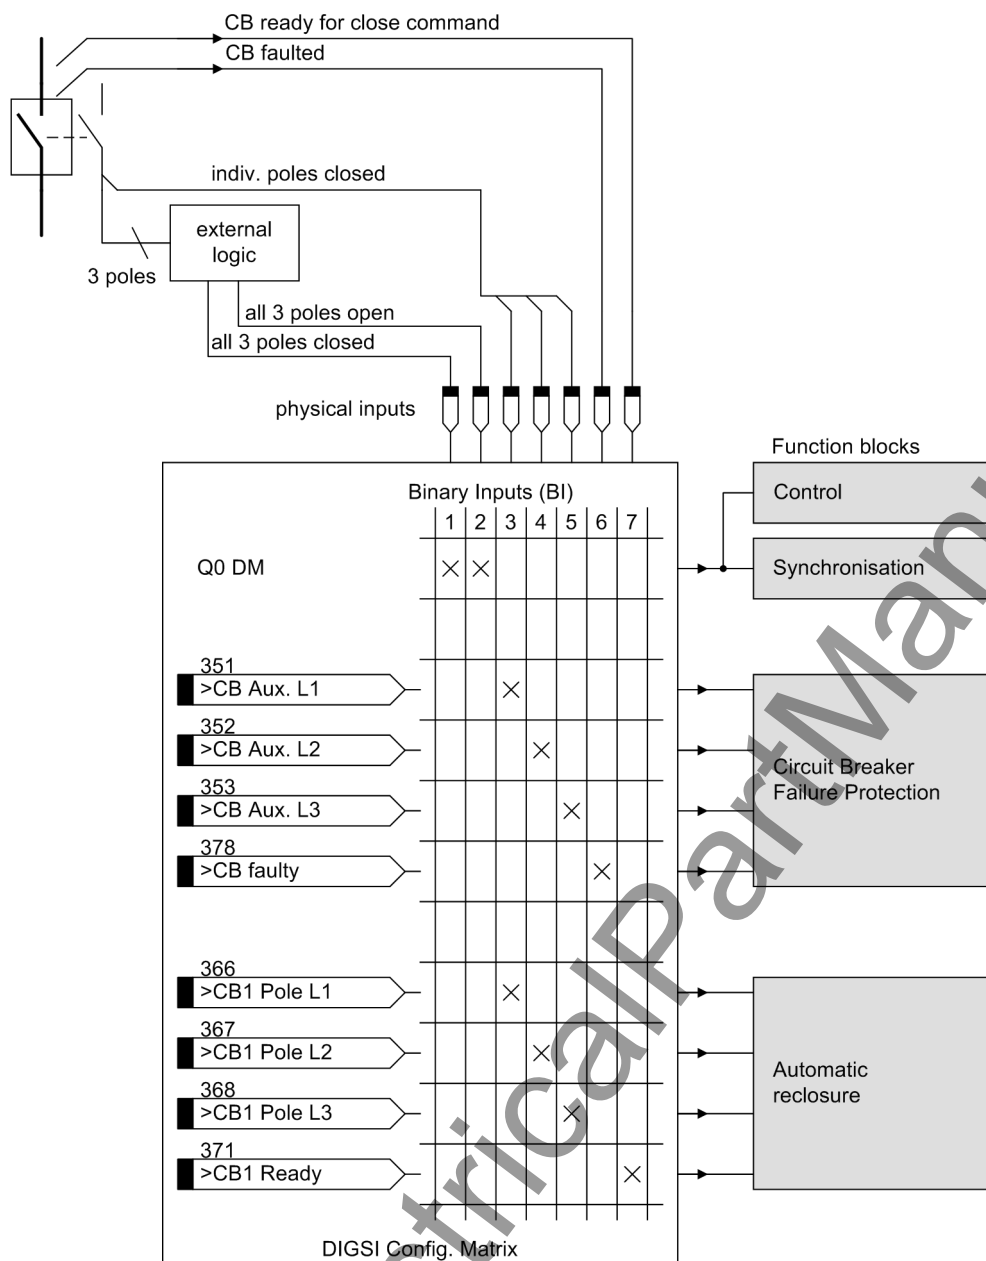 CB ready for close command
CB faulted
indiv. poles closed
external
logic
3 poles
all 3 poles open
all 3 poles closed
physical inputs
Function blocks
Binary Inputs (BI)
1 2 3 4 5 6 7
Control
Q0 DM
Synchronisation
351
>CB Aux. L1
352
>CB Aux. L2
353
>CB Aux. L3
378
>CB faulty
Circuit Breaker
Failure Protection
366
>CB1 Pole L1
367
>CB1 Pole L2
368
>CB1 Pole L3
371
>CB1 Ready
Automatic
reclosure
DIGSI Config. Matrix
ctricalPartManu